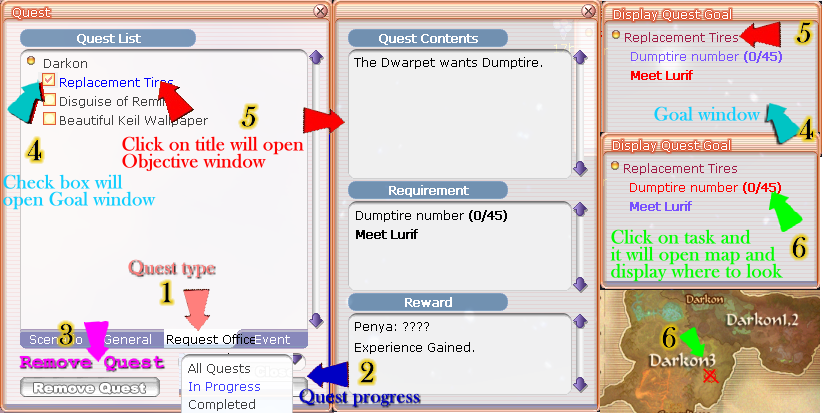 Quest
Quest List
Darkon
Replacement Tires
Disguise of Remi
Beautiful Keil Wallpaper
4
5
Click on title will open
Objective window
Check box will
open Goal window
Quest type
1
3
General
Request Office
Event
Remove Quest
Remove Quest
All Quests
In Progress
Completed
2
Quest progress
Quest Contents
The Dwarpet wants Dumptire.
Requirement
Dumptire number (0/45)
Meet Lurif
Reward
Penya: ????
Experience Gained.
Display Quest Goal
Replacement Tires
5
Dumptire number (0/45)
Meet Lurif
Goal window
4
Display Quest Goal
Replacement Tires
Dumptire number (0/45)
Meet Lurif
6
Click on task and
it will open map and
display where to look
Darkon
Darkon1,2
6
Darkon3